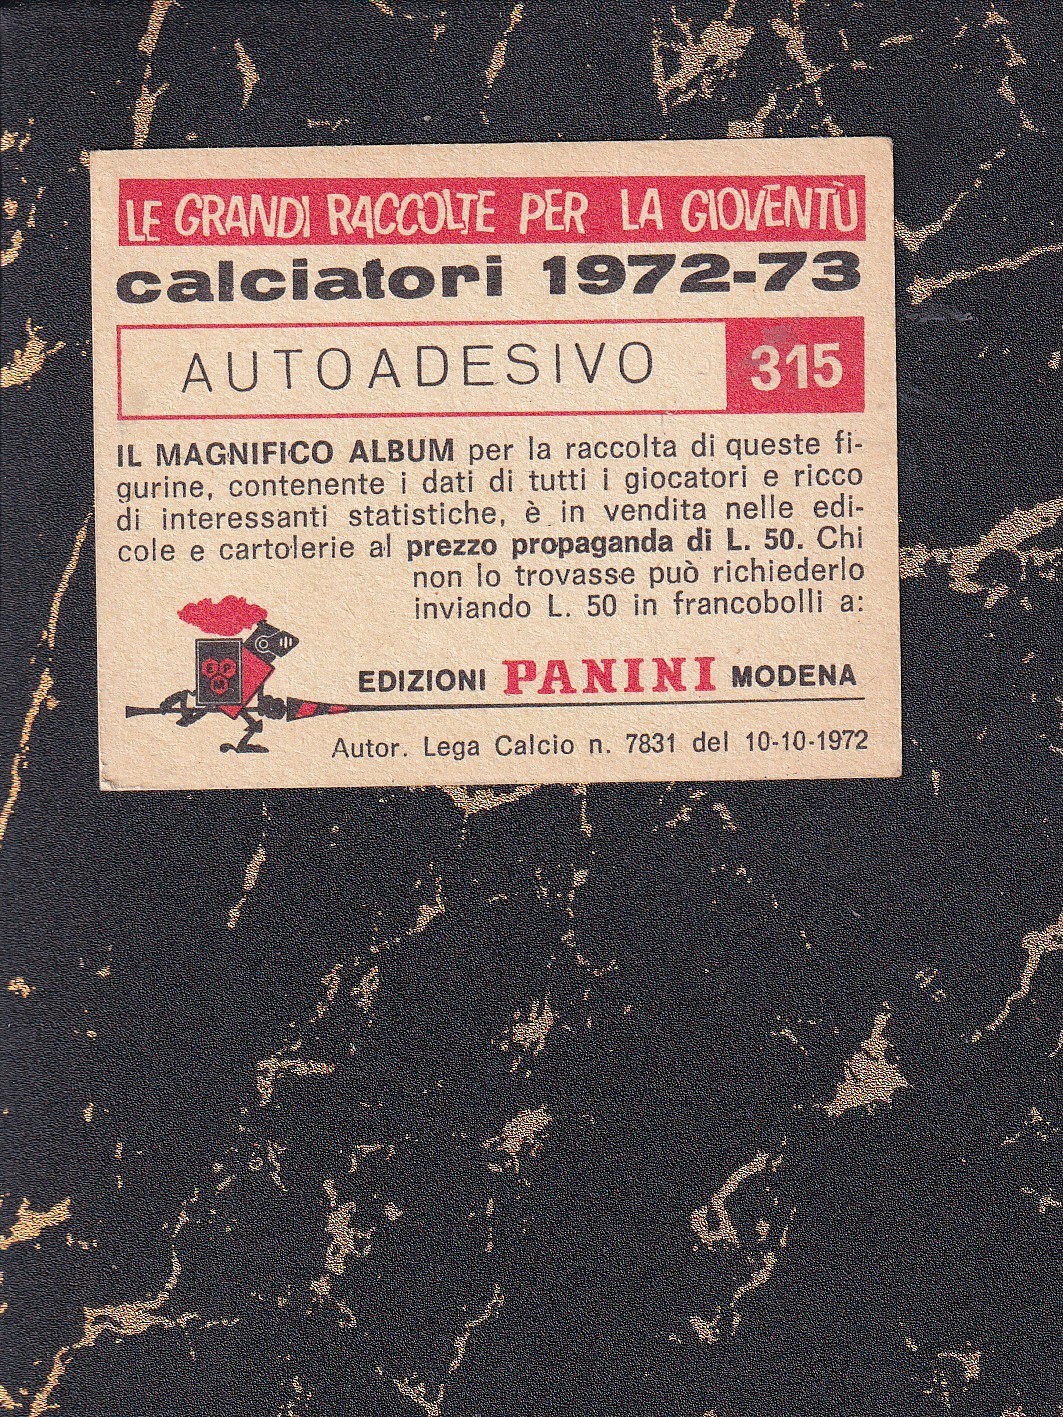 LE GRANDI RACCOLTE PER LA GIOVENTÙ
calciatori 1972-73
AUTOADESIVO 315
IL MAGNIFICO ALBUM per la raccolta di queste fi-
gurine, contenente i dati di tutti i giocatori e ricco
di interessanti statistiche, è in vendita nelle edi-
cole e cartolerie al prezzo propaganda di L. 50. Chi
non lo trovasse può richiederlo
inviando L. 50 in francobolli a:
EDIZIONI PANINI MODENA
Autor. Lega Calcio n. 7831 del 10-10-1972